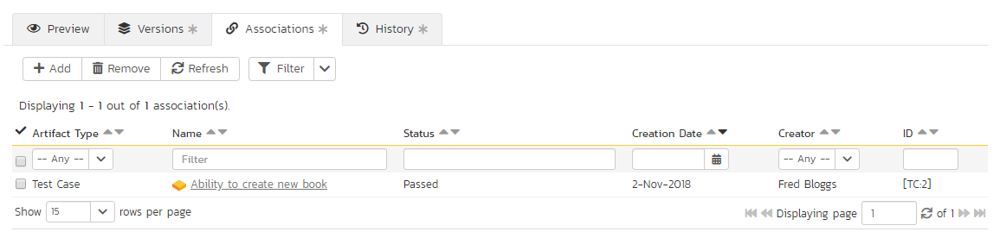 Preview Versions Associations History
Add Remove Refresh Filter
Displaying 1 - 1 out of 1 association(s).
Artifact Type Name Status Creation Date Creator ID
-- Any -- Filter -- Any --
Test Case Ability to create new book Passed 2-Nov-2018 Fred Bloggs [TC:2]
Show 15 rows per page Displaying page 1 of 1